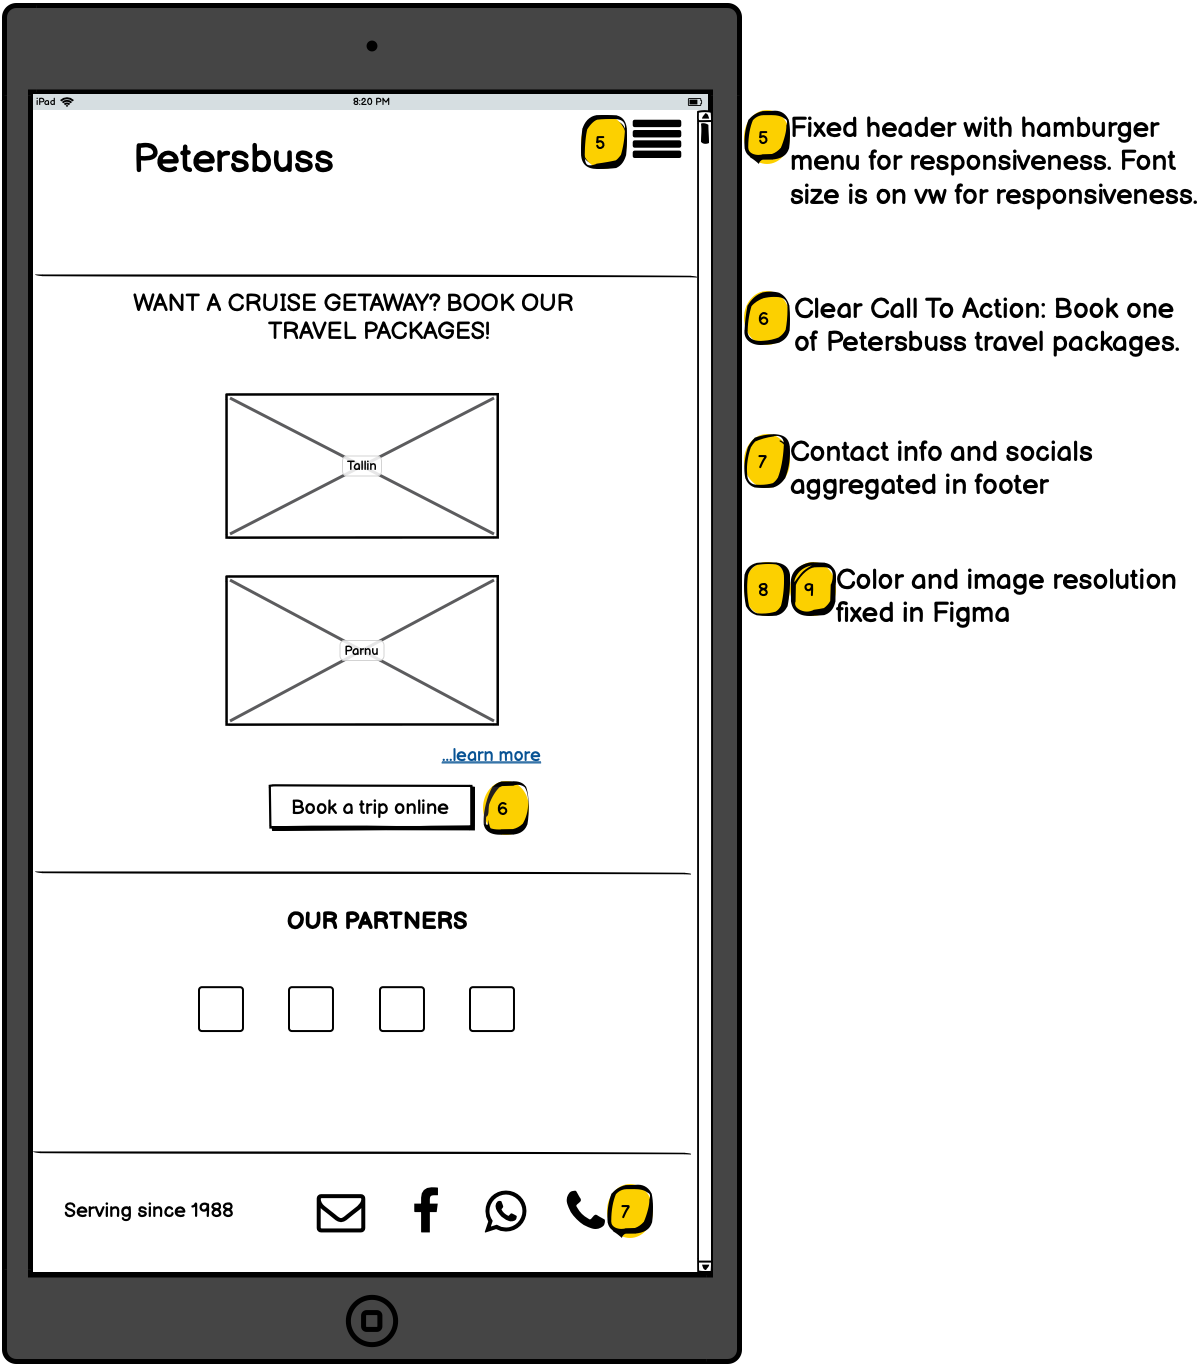 iPad 8:20 PM
Petersbuss
5
WANT A CRUISE GETAWAY? BOOK OUR
TRAVEL PACKAGES!
Tallin
Parnu
...learn more
Book a trip online
6
OUR PARTNERS
Serving since 1988
7
5 Fixed header with hamburger
menu for responsiveness. Font
size is on vw for responsiveness.
6 Clear Call To Action: Book one
of Petersbuss travel packages.
7 Contact info and socials
aggregated in footer
8 9 Color and image resolution
fixed in Figma